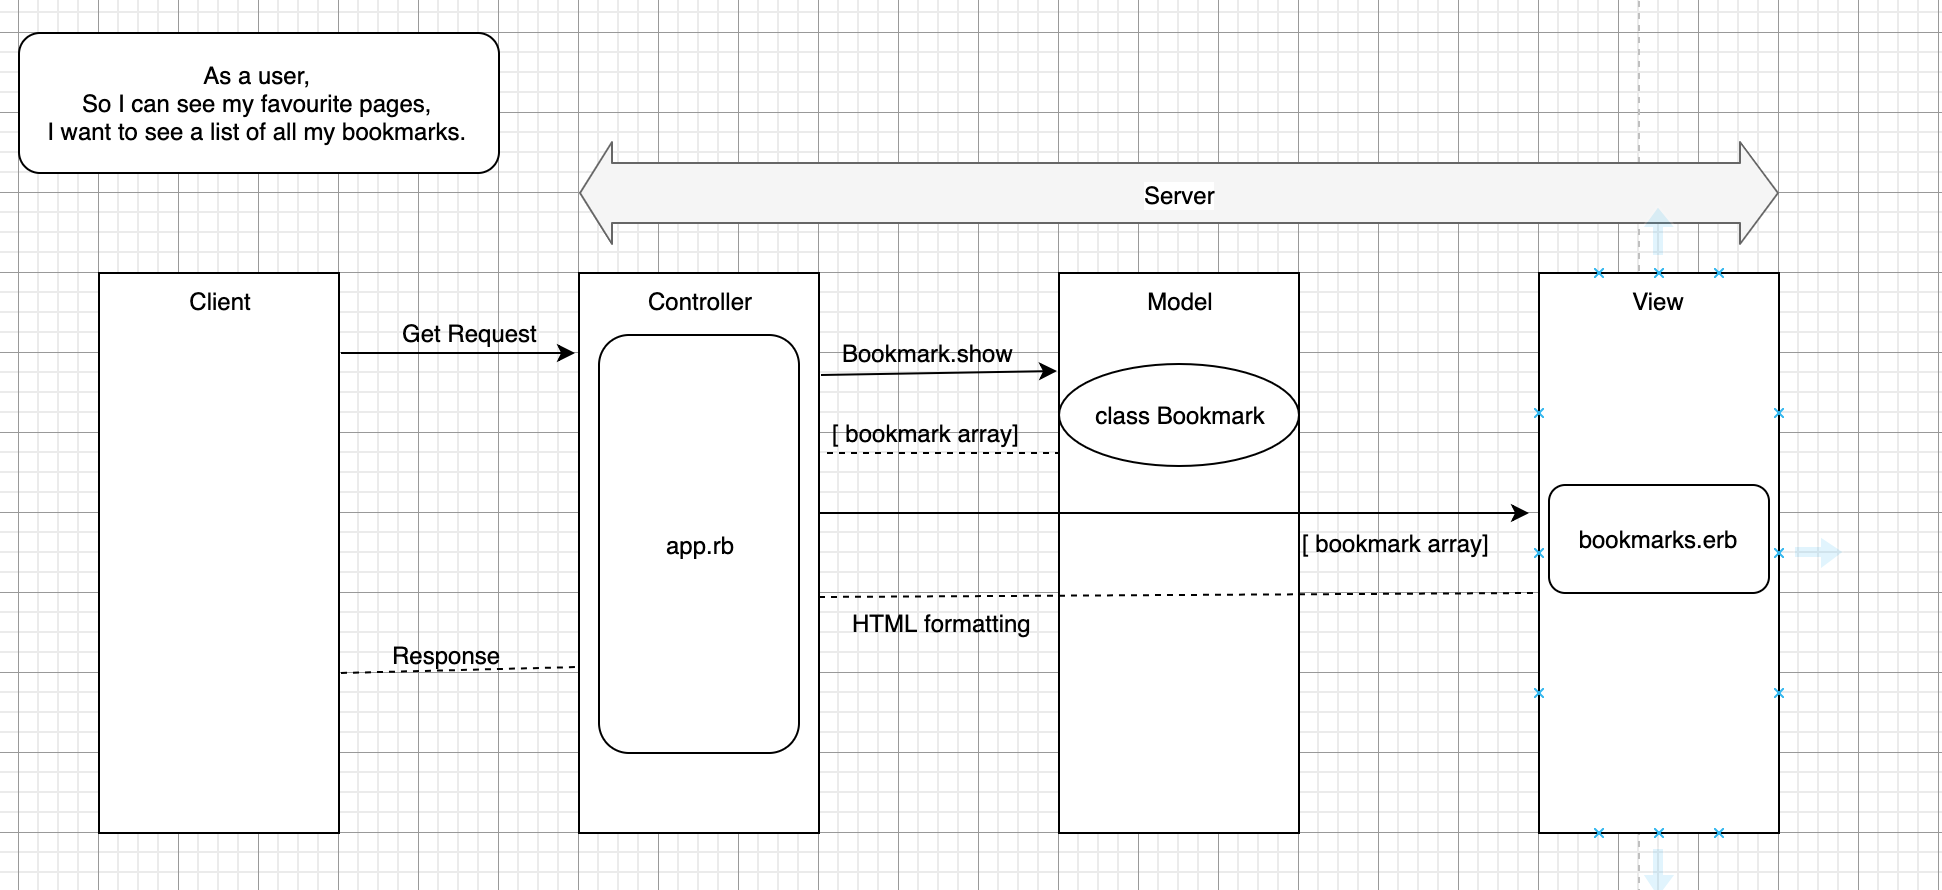 As a user,
So I can see my favourite pages,
I want to see a list of all my bookmarks.
Server
Client
Controller
Model
View
Get Request
Bookmark.show
class Bookmark
[ bookmark array]
app.rb
[ bookmark array]
bookmarks.erb
HTML formatting
Response